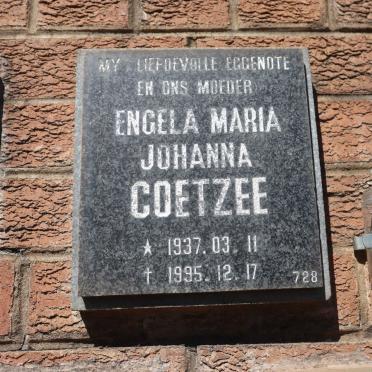 MY LIEFDEVOLLE EGGENOTE
EN ONS MOEDER
ENGELA MARIA
JOHANNA
COETZEE
★ 1937. 03. 11
† 1995. 12. 17
728